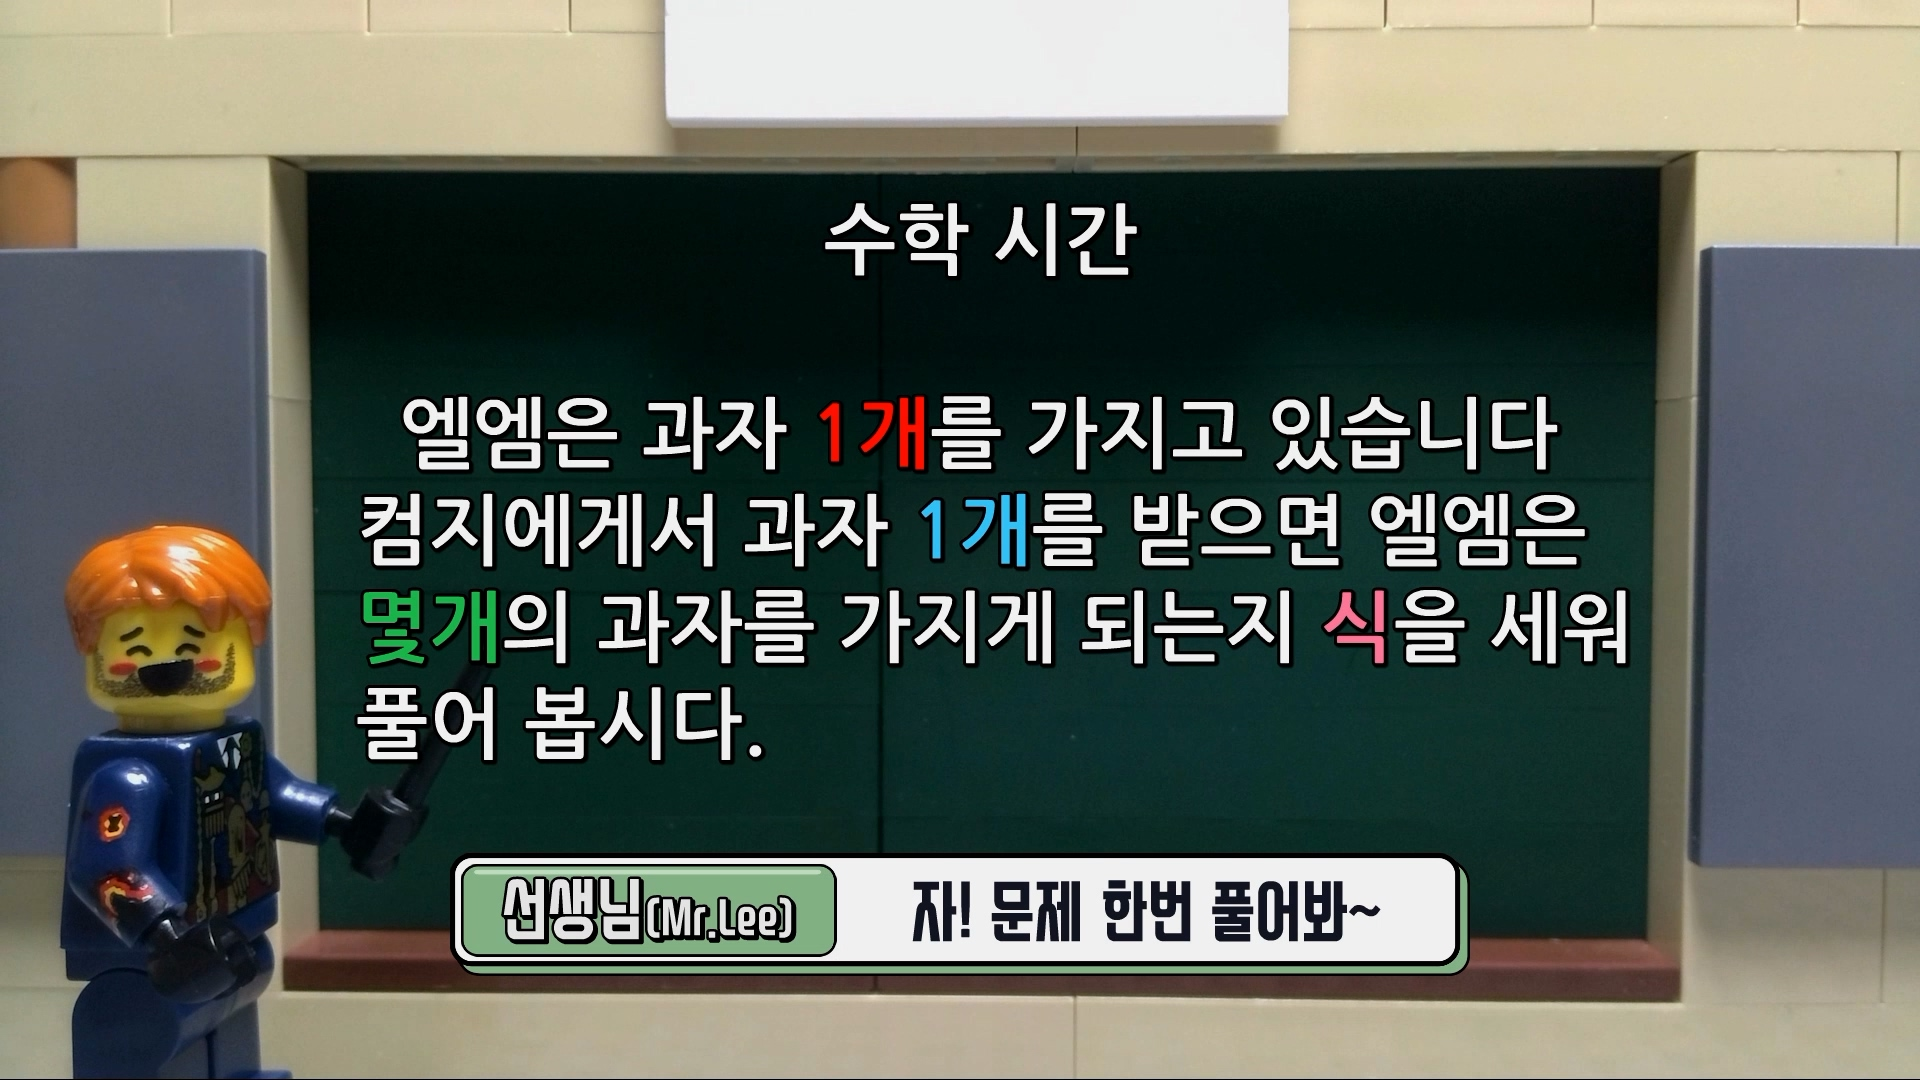 수학 시간
엘엠은 과자 1개를 가지고 있습니다
컴지에게서 과자 1개를 받으면 엘엠은
몇개의 과자를 가지게 되는지 식을 세워
풀어 봅시다.
선생님(Mr.Lee) 자! 문제 한번 풀어봐~